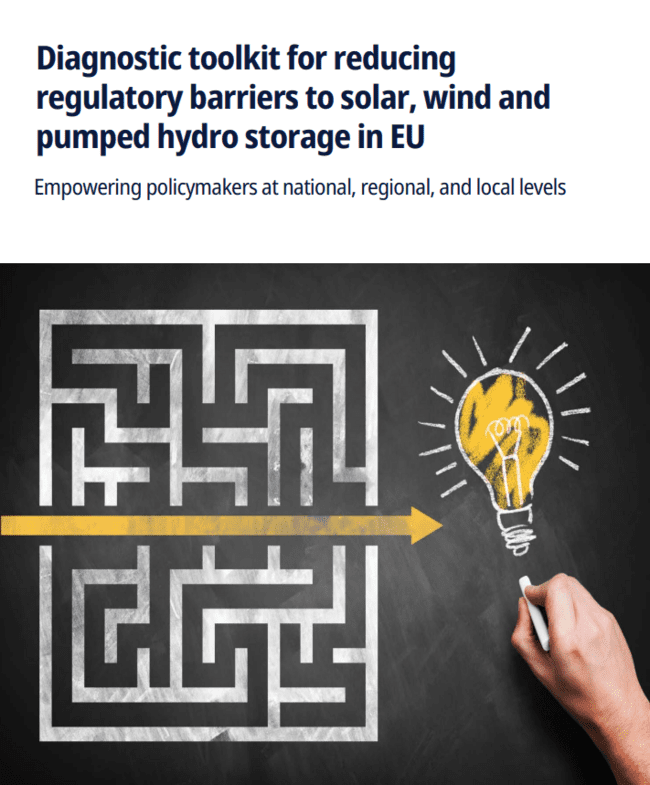 Diagnostic toolkit for reducing
regulatory barriers to solar, wind and
pumped hydro storage in EU
Empowering policymakers at national, regional, and local levels